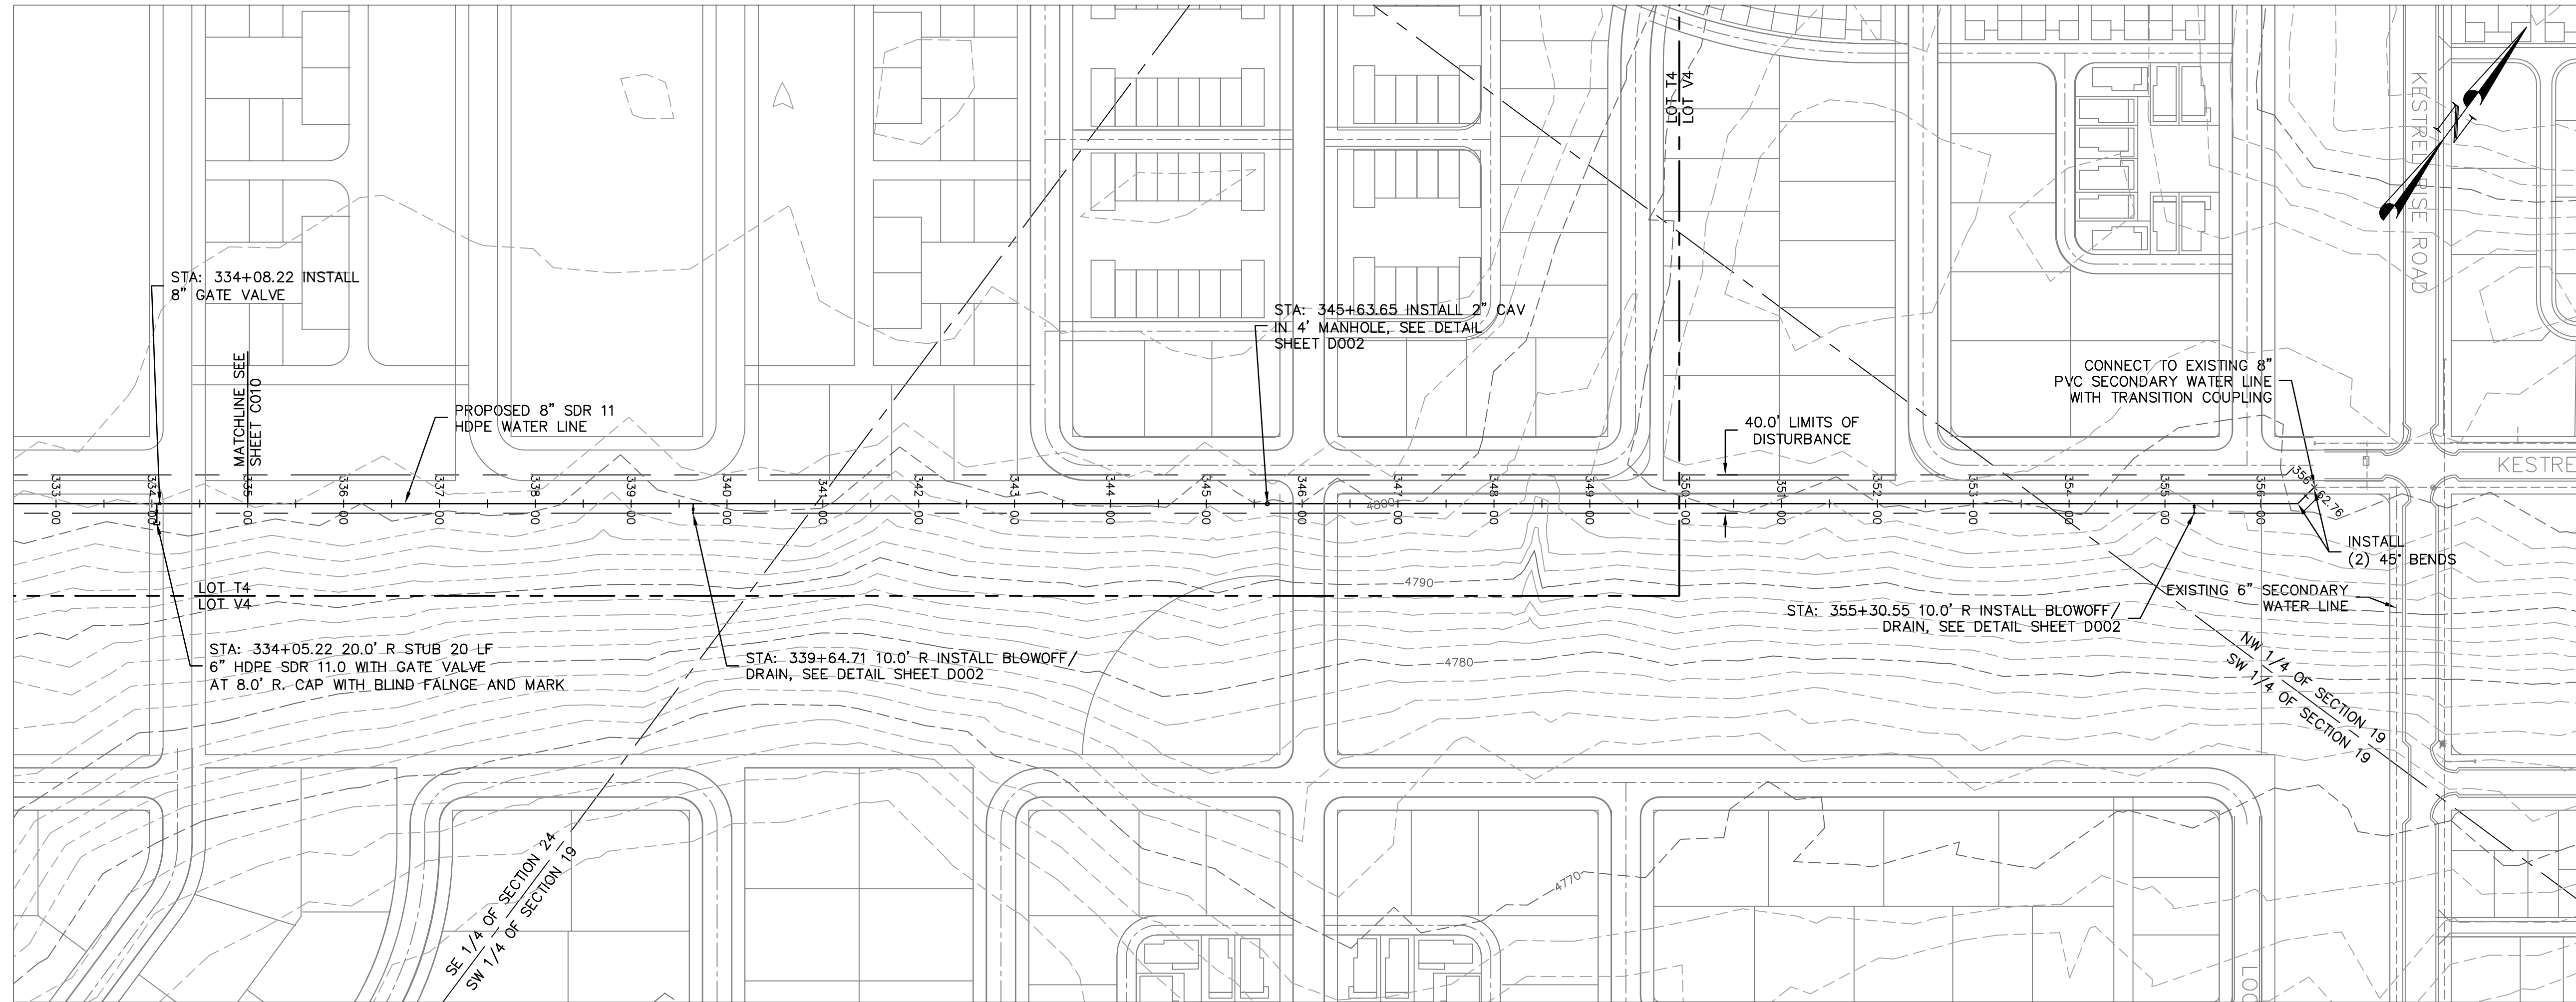 LOT T4
LOT V4
KESTREL RISE ROAD
N
STA: 334+08.22 INSTALL
8" GATE VALVE
STA: 345+63.65 INSTALL 2" CAV
IN 4' MANHOLE, SEE DETAIL
SHEET D002
MATCHLINE SEE
SHEET C010
PROPOSED 8" SDR 11
HDPE WATER LINE
CONNECT TO EXISTING 8"
PVC SECONDARY WATER LINE
WITH TRANSITION COUPLING
40.0' LIMITS OF
DISTURBANCE
KESTRE
333+00
334+00
335+00
336+00
337+00
338+00
339+00
340+00
341+00
342+00
343+00
344+00
345+00
346+00
347+00
348+00
349+00
350+00
351+00
352+00
353+00
354+00
355+00
356+00
356+62.76
4800
INSTALL
(2) 45° BENDS
4790
LOT T4
LOT V4
EXISTING 6" SECONDARY
WATER LINE
STA: 355+30.55 10.0' R INSTALL BLOWOFF/
DRAIN, SEE DETAIL SHEET D002
STA: 334+05.22 20.0' R STUB 20 LF
6" HDPE SDR 11.0 WITH GATE VALVE
AT 8.0' R. CAP WITH BLIND FALNGE AND MARK
STA: 339+64.71 10.0' R INSTALL BLOWOFF/
DRAIN, SEE DETAIL SHEET D002
4780
NW 1/4 OF SECTION 19
SW 1/4 OF SECTION 19
4770
SE 1/4 OF SECTION 24
SW 1/4 OF SECTION 19